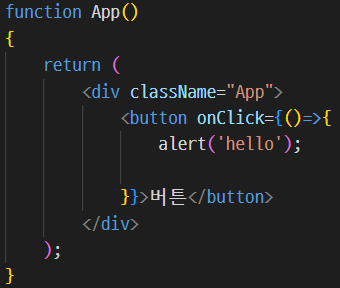 function App()
{
    return (
        <div className="App">
            <button onClick={()=>{
                alert('hello');

            }}>버튼</button>
        </div>
    );
}